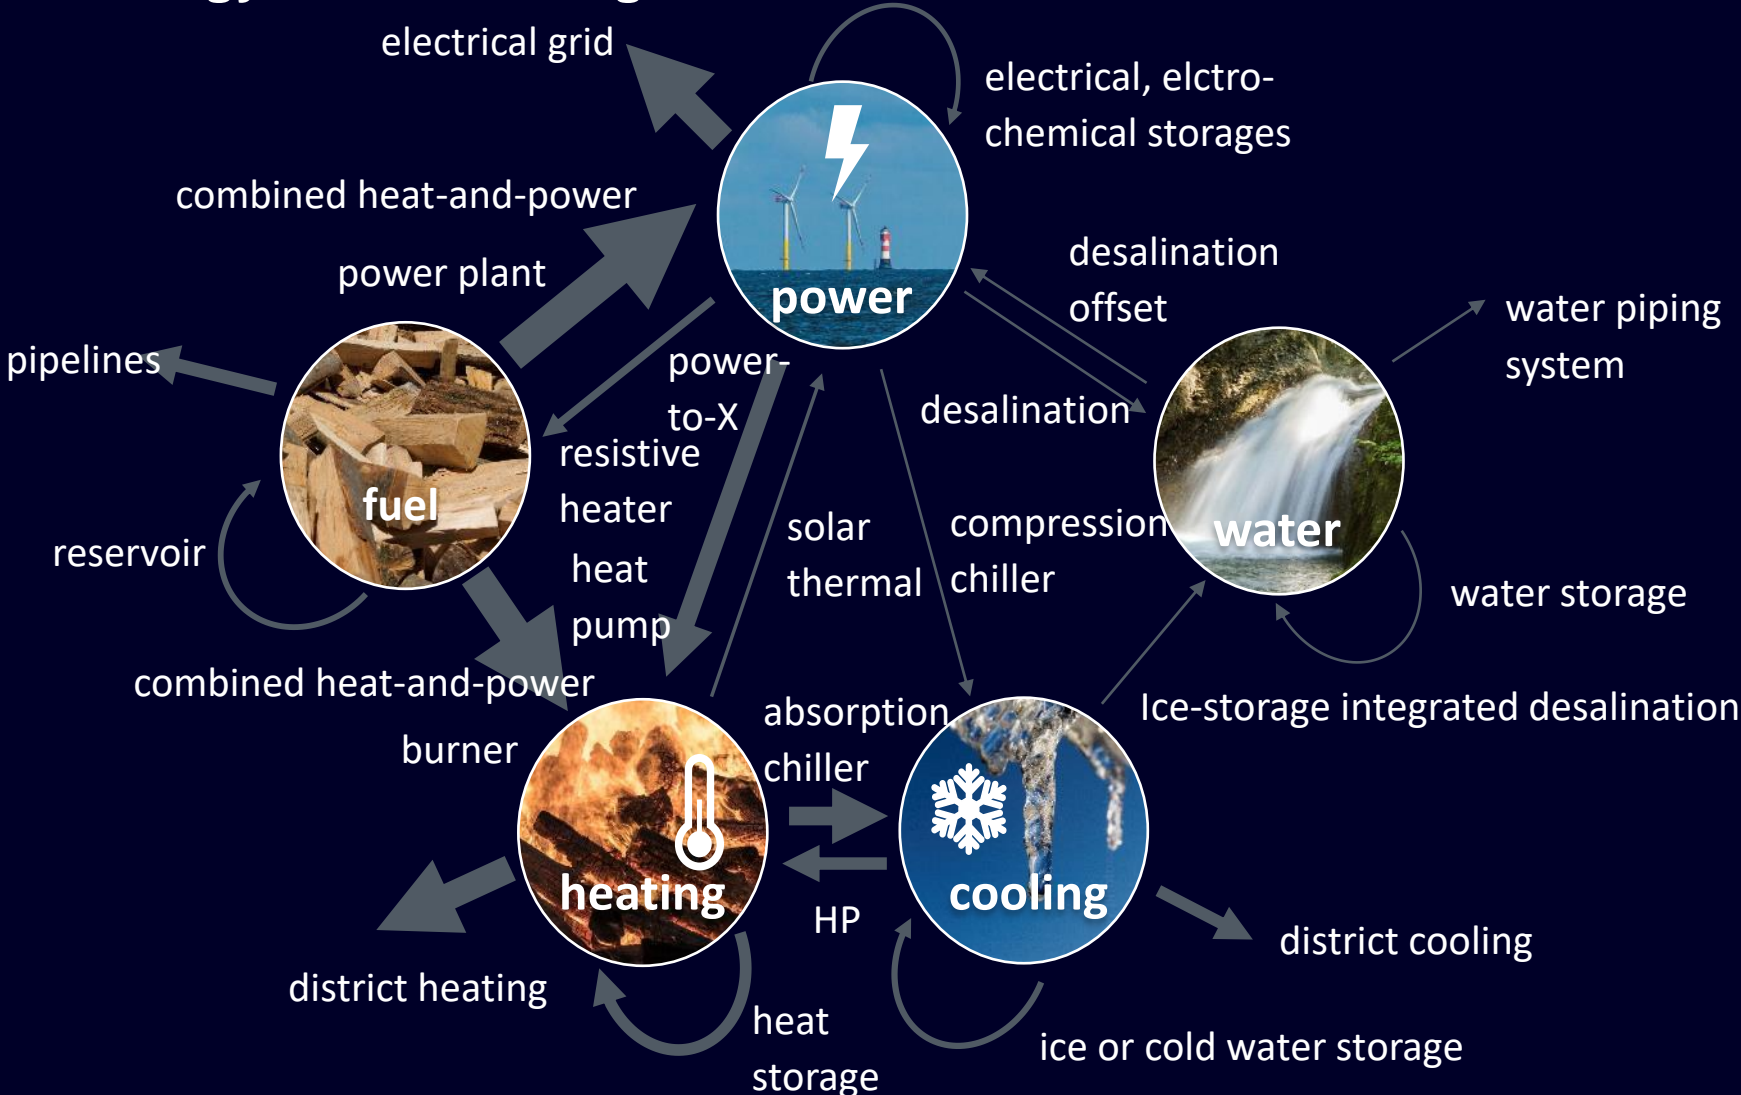 electrical grid
electrical, elctro-
chemical storages
combined heat-and-power
power plant
power
desalination
offset
water piping
system
pipelines
power-
to-X
desalination
fuel
resistive
heater
heat
pump
solar
thermal
compression
chiller
water
reservoir
water storage
combined heat-and-power
burner
absorption
chiller
Ice-storage integrated desalination
heating
cooling
HP
district heating
district cooling
heat
storage
ice or cold water storage